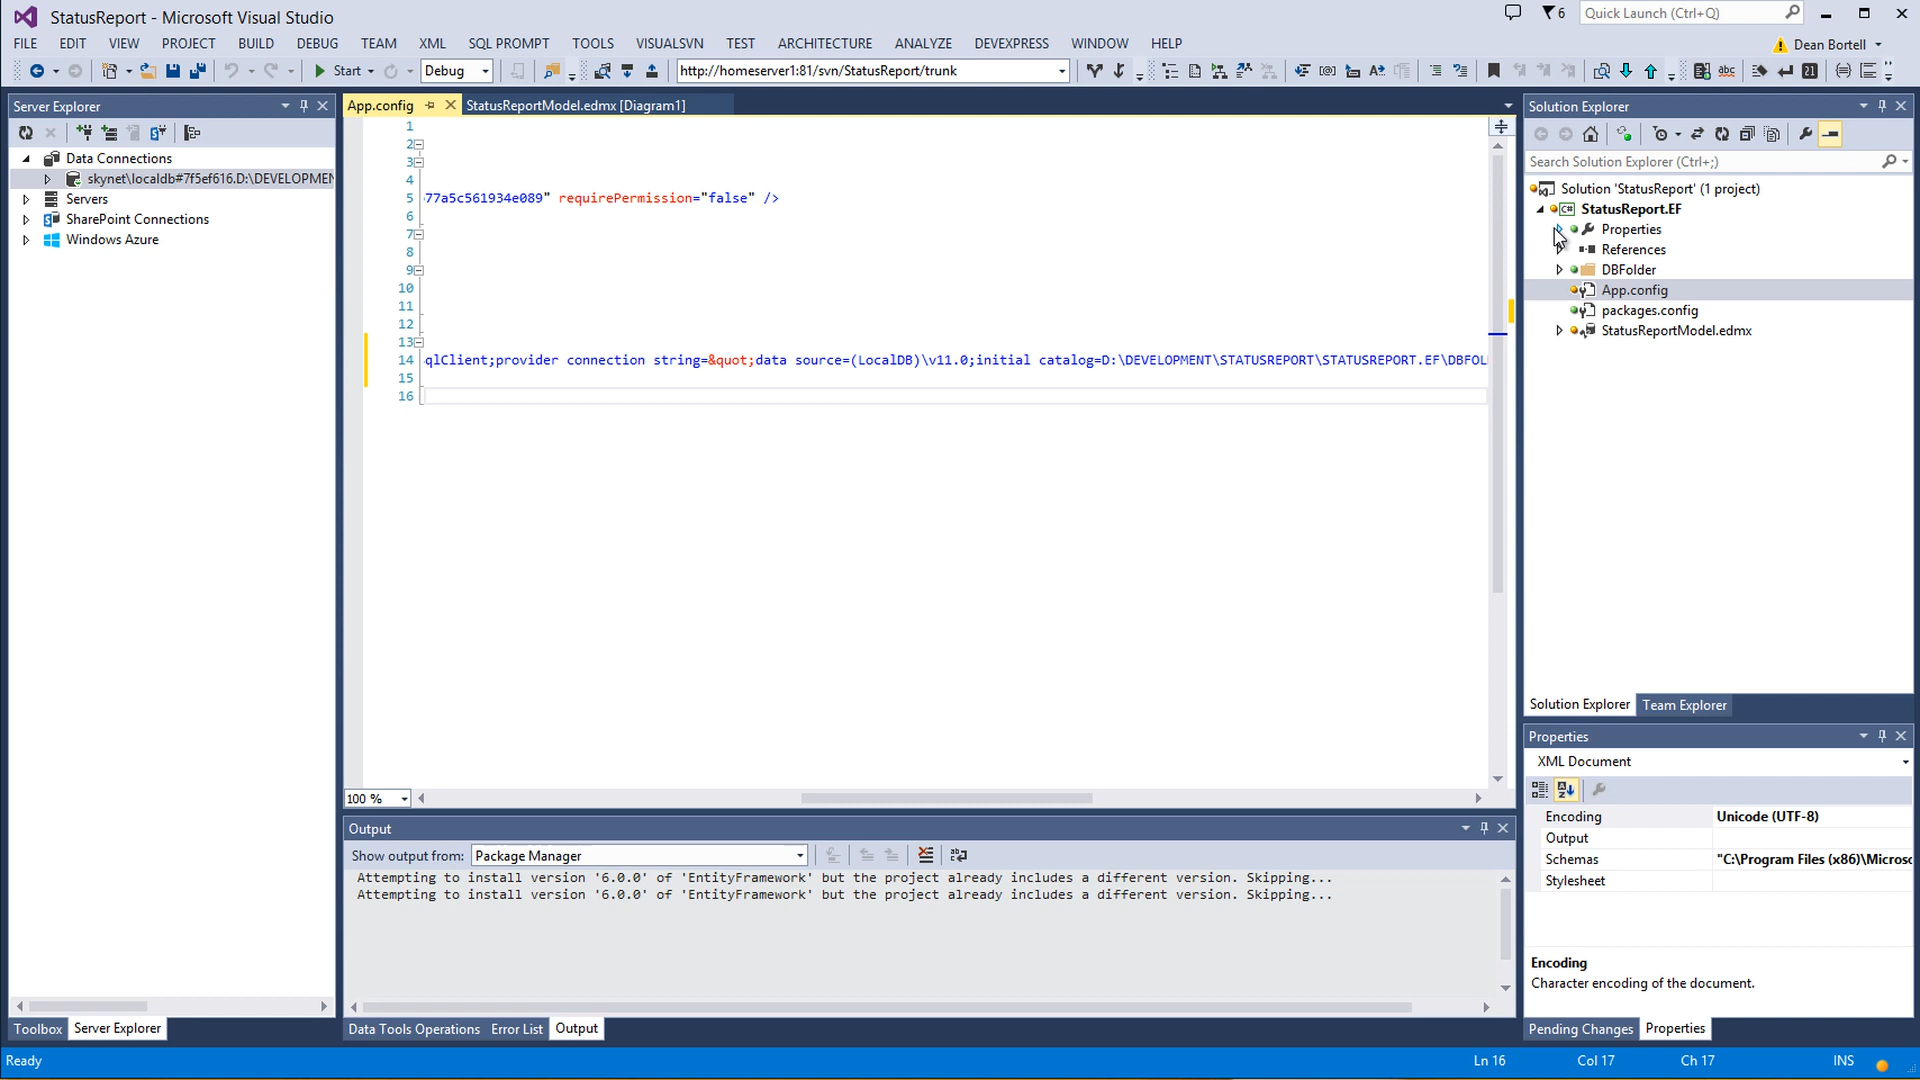 StatusReport - Microsoft Visual Studio
6
Quick Launch (Ctrl+Q)
FILE EDIT VIEW PROJECT BUILD DEBUG TEAM XML SQL PROMPT TOOLS VISUALSVN TEST ARCHITECTURE ANALYZE DEVEXPRESS WINDOW HELP
Dean Bortell
Start
Debug
http://homeserver1:81/svn/StatusReport/trunk
Server Explorer
Data Connections
skynet\localdb#7f5ef616.D:\DEVELOPMEN
Servers
SharePoint Connections
Windows Azure
Toolbox Server Explorer
App.config StatusReportModel.edmx [Diagram1]
1
2
3
4
5 77a5c561934e089" requirePermission="false" />
6
7
8
9
10
11
12
13
14 qlClient;provider connection string=&quot;data source=(LocalDB)\v11.0;initial catalog=D:\DEVELOPMENT\STATUSREPORT\STATUSREPORT.EF\DBFOL
15
16
100 %
Output
Show output from: Package Manager
Attempting to install version '6.0.0' of 'EntityFramework' but the project already includes a different version. Skipping...
Attempting to install version '6.0.0' of 'EntityFramework' but the project already includes a different version. Skipping...
Data Tools Operations Error List Output
Solution Explorer
Search Solution Explorer (Ctrl+;)
Solution 'StatusReport' (1 project)
StatusReport.EF
Properties
References
DBFolder
App.config
packages.config
StatusReportModel.edmx
Solution Explorer Team Explorer
Properties
XML Document
Encoding Unicode (UTF-8)
Output
Schemas "C:\Program Files (x86)\Microsc
Stylesheet
Encoding
Character encoding of the document.
Pending Changes Properties
Ready Ln 16 Col 17 Ch 17 INS